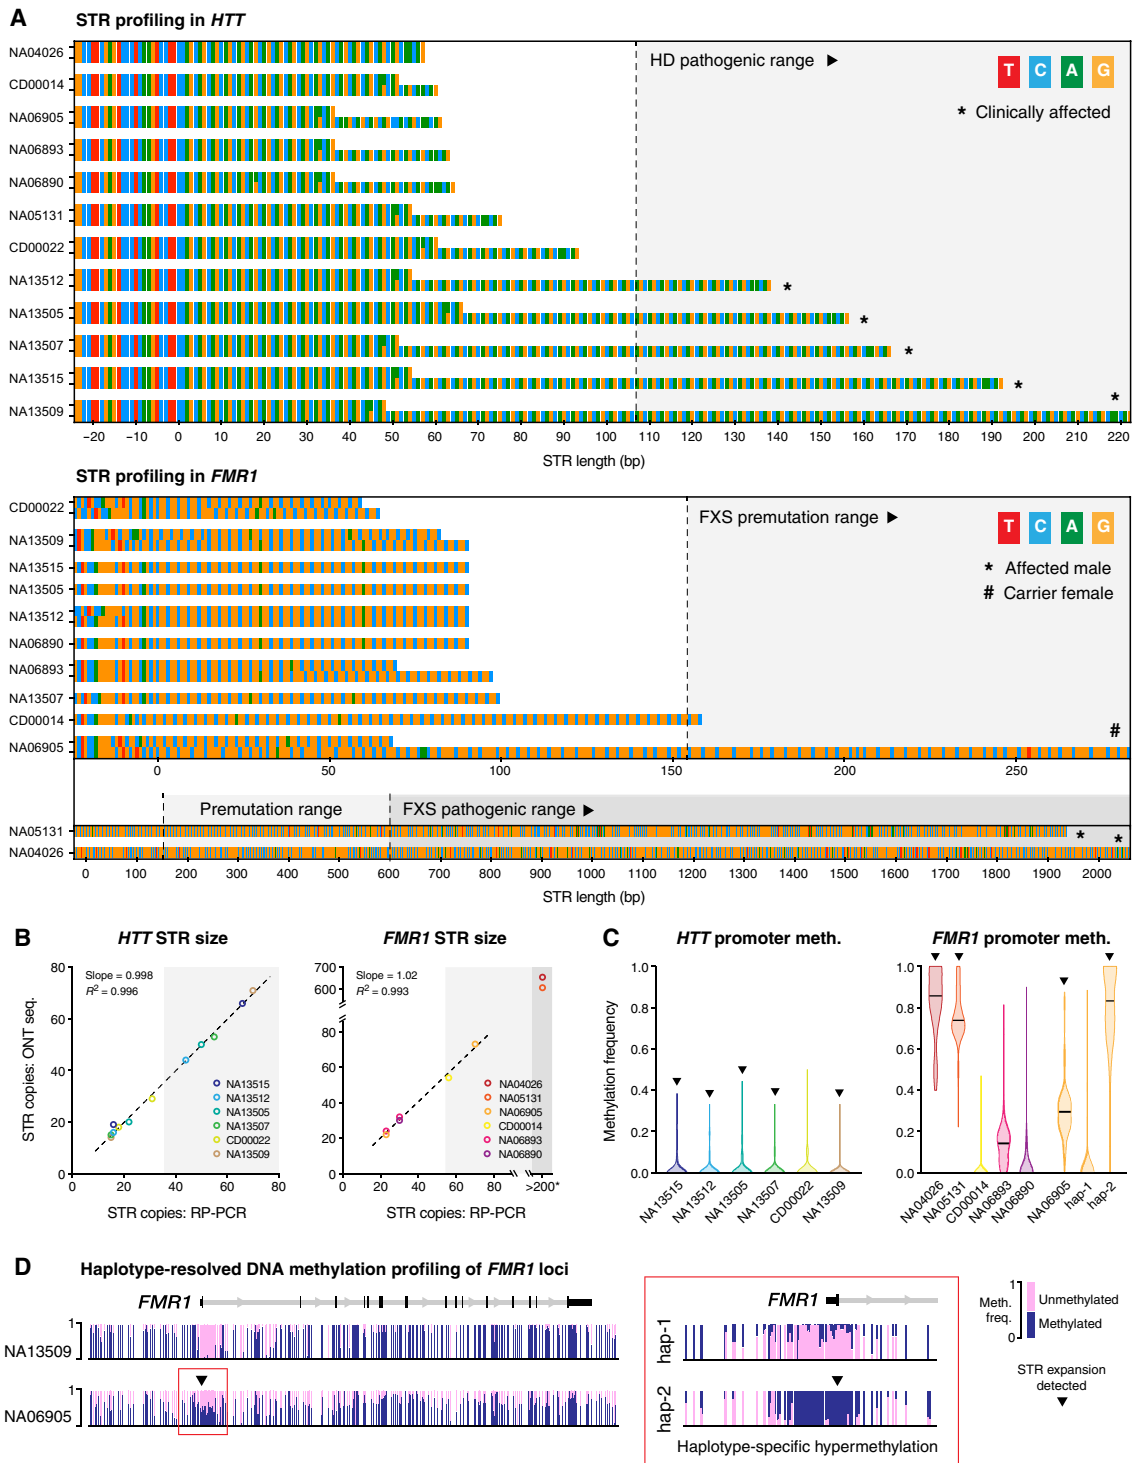 A
STR profiling in HTT
NA04026
CD00014
NA06905
NA06893
NA06890
NA05131
CD00022
NA13512
NA13505
NA13507
NA13515
NA13509
HD pathogenic range ▶
T C A G
* Clinically affected
*
*
*
*
*
−20 −10 0 10 20 30 40 50 60 70 80 90 100 110 120 130 140 150 160 170 180 190 200 210 220
STR length (bp)
STR profiling in FMR1
CD00022
NA13509
NA13515
NA13505
NA13512
NA06890
NA06893
NA13507
CD00014
NA06905
FXS premutation range ▶
T C A G
* Affected male
# Carrier female
#
0 50 100 150 200 250
Premutation range
FXS pathogenic range ▶
NA05131
NA04026
*
*
0 100 200 300 400 500 600 700 800 900 1000 1100 1200 1300 1400 1500 1600 1700 1800 1900 2000
STR length (bp)
B
HTT STR size
Slope = 0.998
R² = 0.996
STR copies: ONT seq.
80
60
40
20
0
0 20 40 60 80
STR copies: RP-PCR
NA13515
NA13512
NA13505
NA13507
CD00022
NA13509
FMR1 STR size
Slope = 1.02
R² = 0.993
700
600
80
60
40
20
0
0 20 40 60 80 >200*
STR copies: RP-PCR
NA04026
NA05131
NA06905
CD00014
NA06893
NA06890
C
HTT promoter meth.
Methylation frequency
1.0
0.8
0.6
0.4
0.2
0.0
NA13515
NA13512
NA13505
NA13507
CD00022
NA13509
FMR1 promoter meth.
1.0
0.8
0.6
0.4
0.2
0.0
NA04026
NA05131
CD00014
NA06893
NA06890
NA06905
hap-1
hap-2
D
Haplotype-resolved DNA methylation profiling of FMR1 loci
FMR1
1
NA13509
1
NA06905
FMR1
hap-1
hap-2
Haplotype-specific hypermethylation
1
Meth.
freq.
0
Unmethylated
Methylated
STR expansion
detected